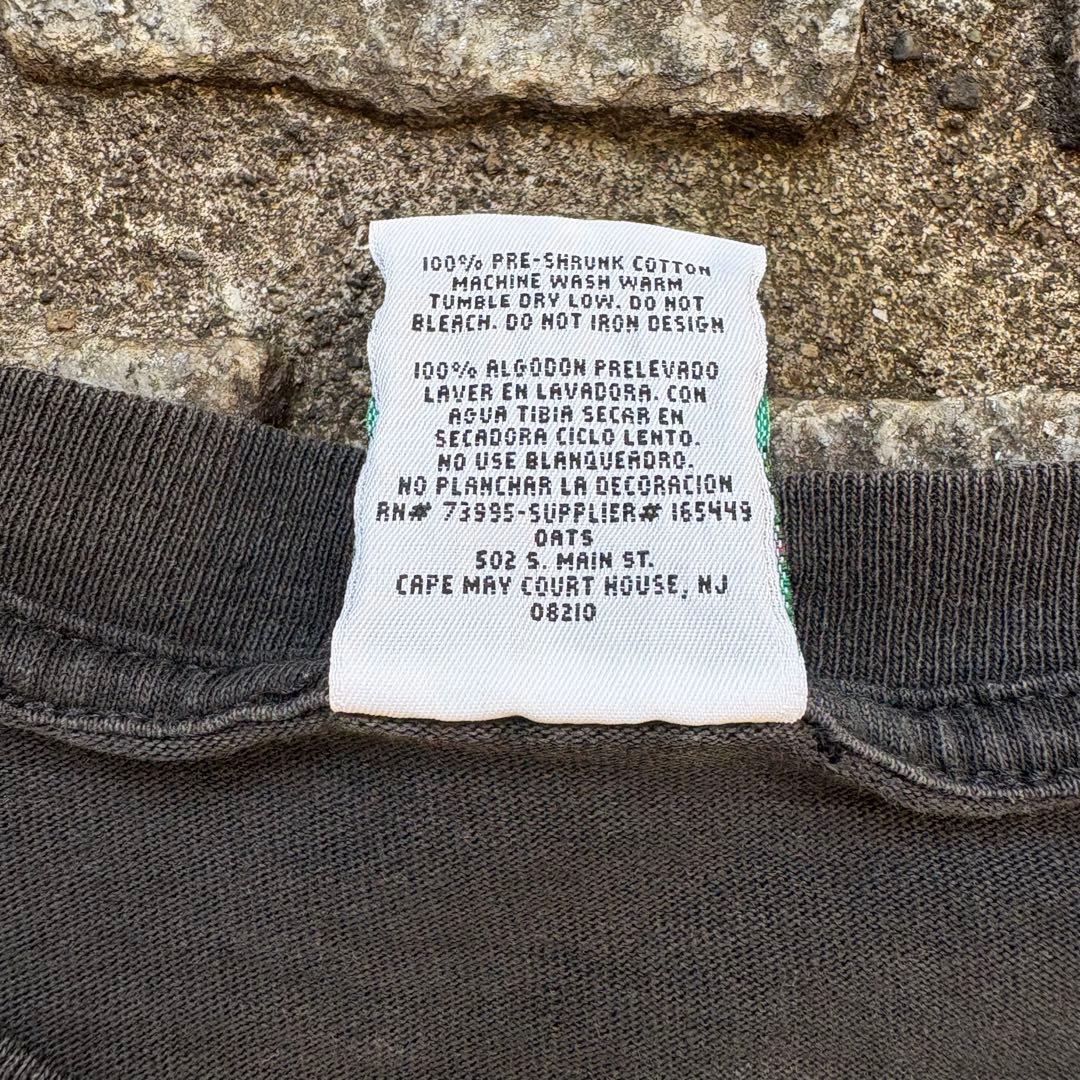 100% PRE-SHRUNK COTTON
MACHINE WASH WARM
TUMBLE DRY LOW. DO NOT
BLEACH. DO NOT IRON DESIGN
100% ALGODON PRELEVADO
LAVER EN LAVADORA. CON
AGUA TIBIA SECAR EN
SECADORA CICLO LENTO.
NO USE BLANQUEADRO.
NO PLANCHAR LA DECORACION
RN# 73995-SUPPLIER# 165449
OATS
502 S. MAIN ST.
CAPE MAY COURT HOUSE, NJ
08210